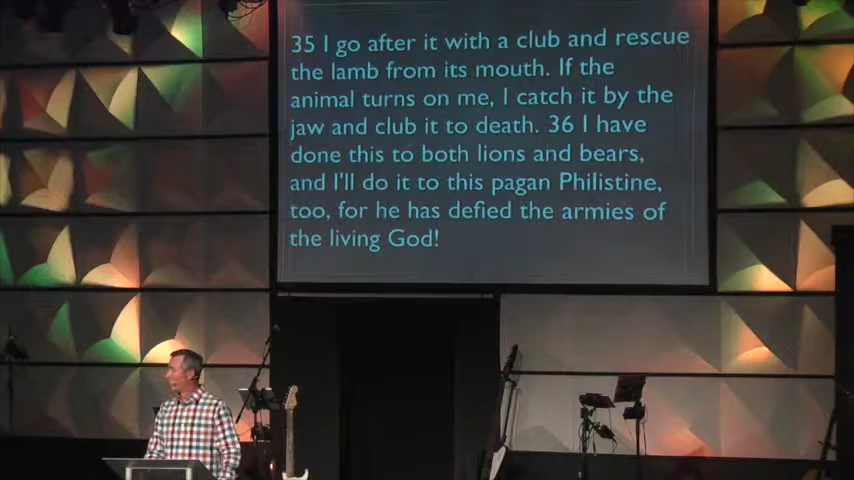 35 I go after it with a club and rescue
the lamb from its mouth. If the
animal turns on me, I catch it by the
jaw and club it to death. 36 I have
done this to both lions and bears,
and I'll do it to this pagan Philistine,
too, for he has defied the armies of
the living God!